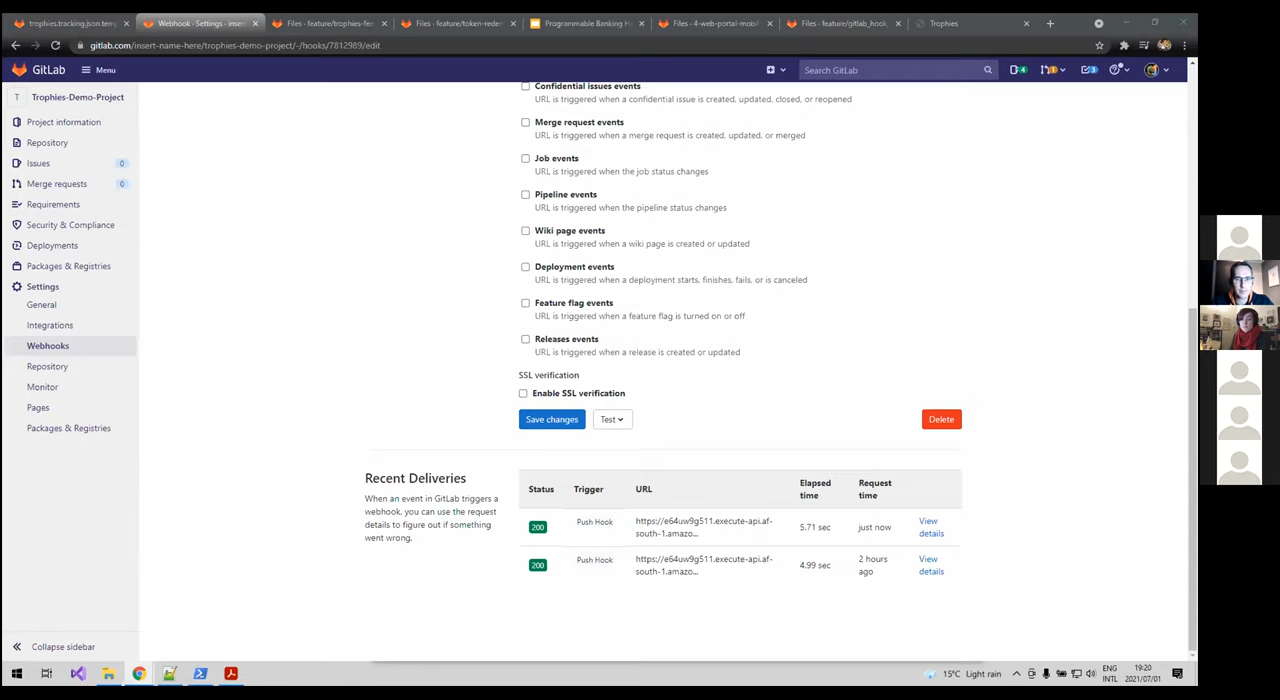 trophies.tracking.json.temp
Webhook · Settings · insert
Files · feature/trophies-fee
Files · feature/token-redem
Programmable Banking H
Files · 4-web-portal-mobi
Files · feature/gitlab_hook
Trophies
gitlab.com/insert-name-here/trophies-demo-project/-/hooks/7812989/edit
GitLab
Menu
Search GitLab
4
1
3
T
Trophies-Demo-Project
Project information
Repository
Issues 0
Merge requests 0
Requirements
Security & Compliance
Deployments
Packages & Registries
Settings
General
Integrations
Webhooks
Repository
Monitor
Pages
Packages & Registries
Collapse sidebar
Confidential issues events
URL is triggered when a confidential issue is created, updated, closed, or reopened
Merge request events
URL is triggered when a merge request is created, updated, or merged
Job events
URL is triggered when the job status changes
Pipeline events
URL is triggered when the pipeline status changes
Wiki page events
URL is triggered when a wiki page is created or updated
Deployment events
URL is triggered when a deployment starts, finishes, fails, or is canceled
Feature flag events
URL is triggered when a feature flag is turned on or off
Releases events
URL is triggered when a release is created or updated
SSL verification
Enable SSL verification
Save changes
Test
Delete
Recent Deliveries
When an event in GitLab triggers a
webhook, you can use the request
details to figure out if something
went wrong.
Status Trigger URL Elapsed time Request time
200 Push Hook https://e64uw9g511.execute-api.af-
south-1.amazo... 5.71 sec just now View details
200 Push Hook https://e64uw9g511.execute-api.af-
south-1.amazo... 4.99 sec 2 hours ago View details
15°C Light rain
ENG
INTL
19:20
2021/07/01